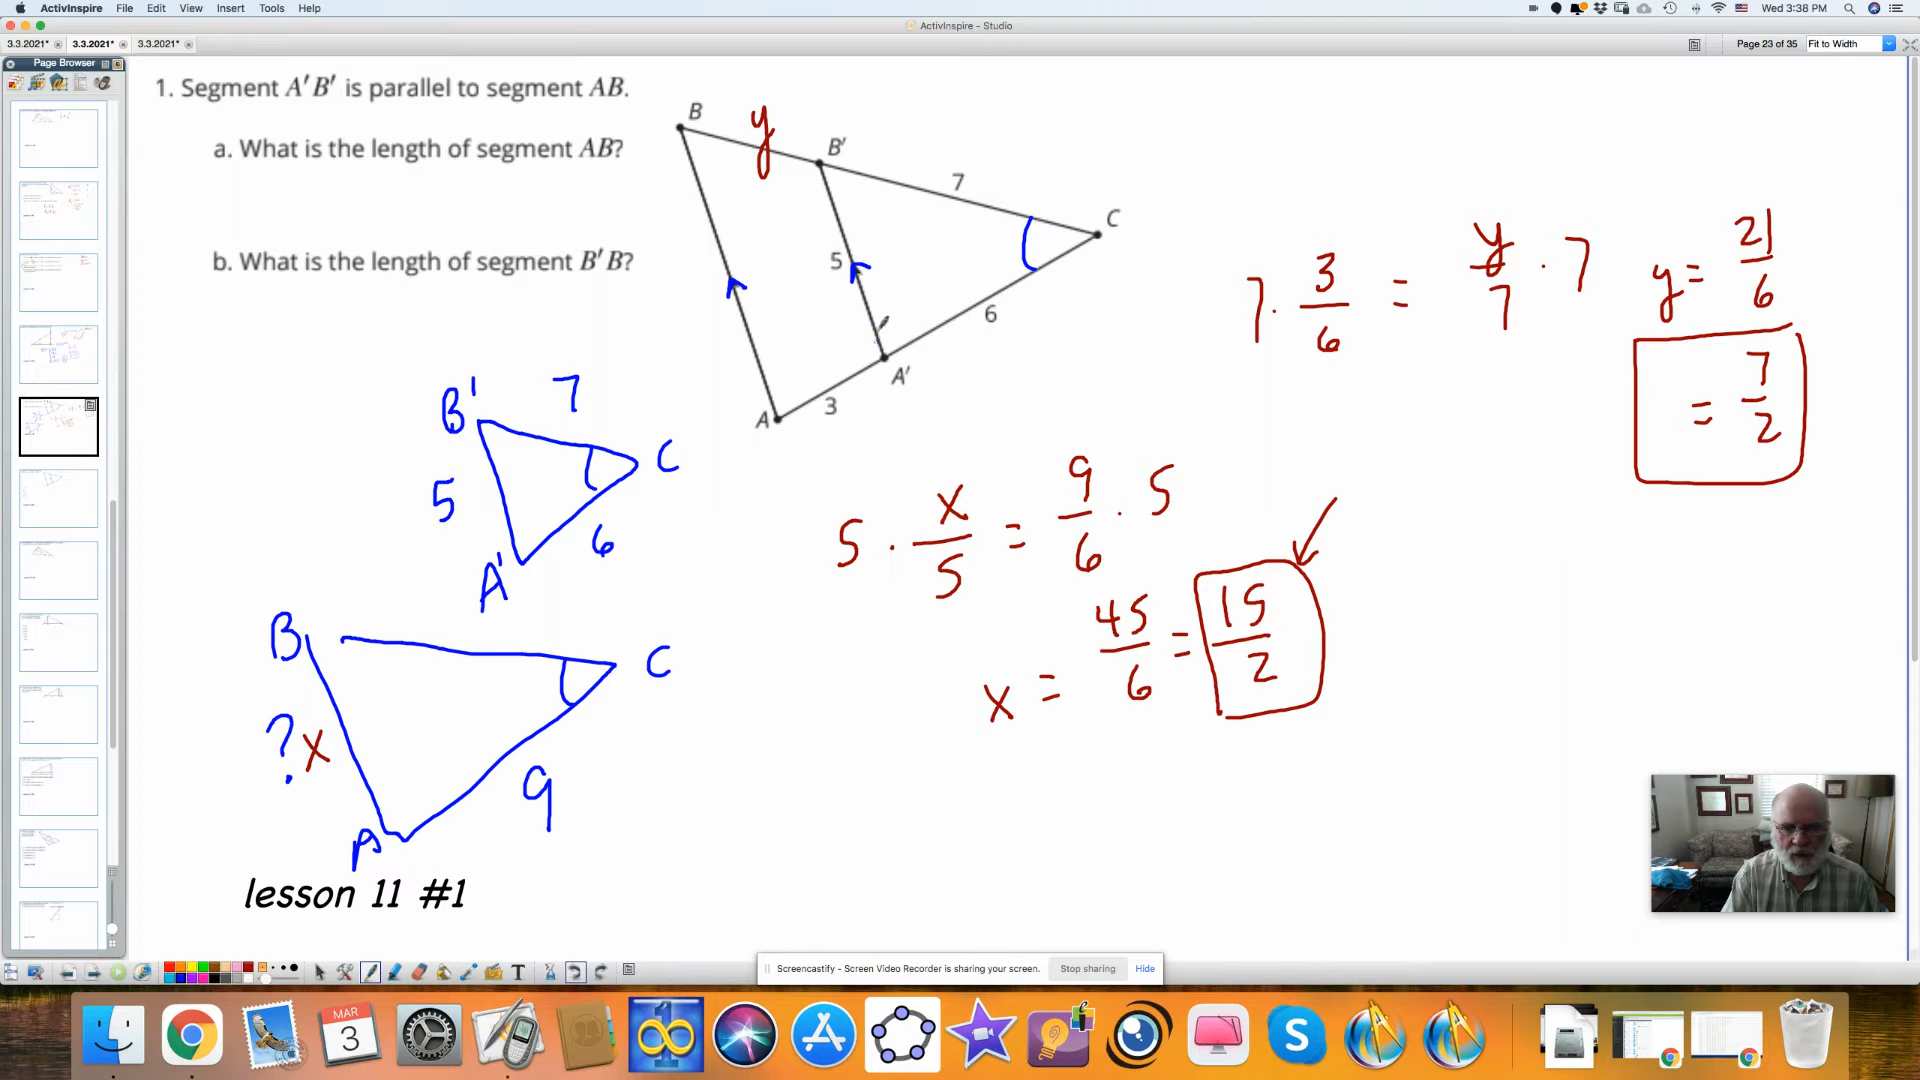 ActivInspire File Edit View Insert Tools Help
Wed 3:38 PM
ActivInspire - Studio
3.3.2021* 3.3.2021* 3.3.2021*
Page 23 of 35 Fit to Width
Page Browser
1. Segment A'B' is parallel to segment AB.
a. What is the length of segment AB?
b. What is the length of segment B'B?
B
y
B'
7
C
5
6
A'
3
A
7 · 3/6 = y/7 · 7
y = 21/6
= 7/2
B' 7
C
5
6
A'
5 · x/5 = 9/6 · 5
x = 45/6 = 15/2
B
C
? x
9
A
lesson 11 #1
T
Screencastify - Screen Video Recorder is sharing your screen. Stop sharing Hide
MAR
3
1
S